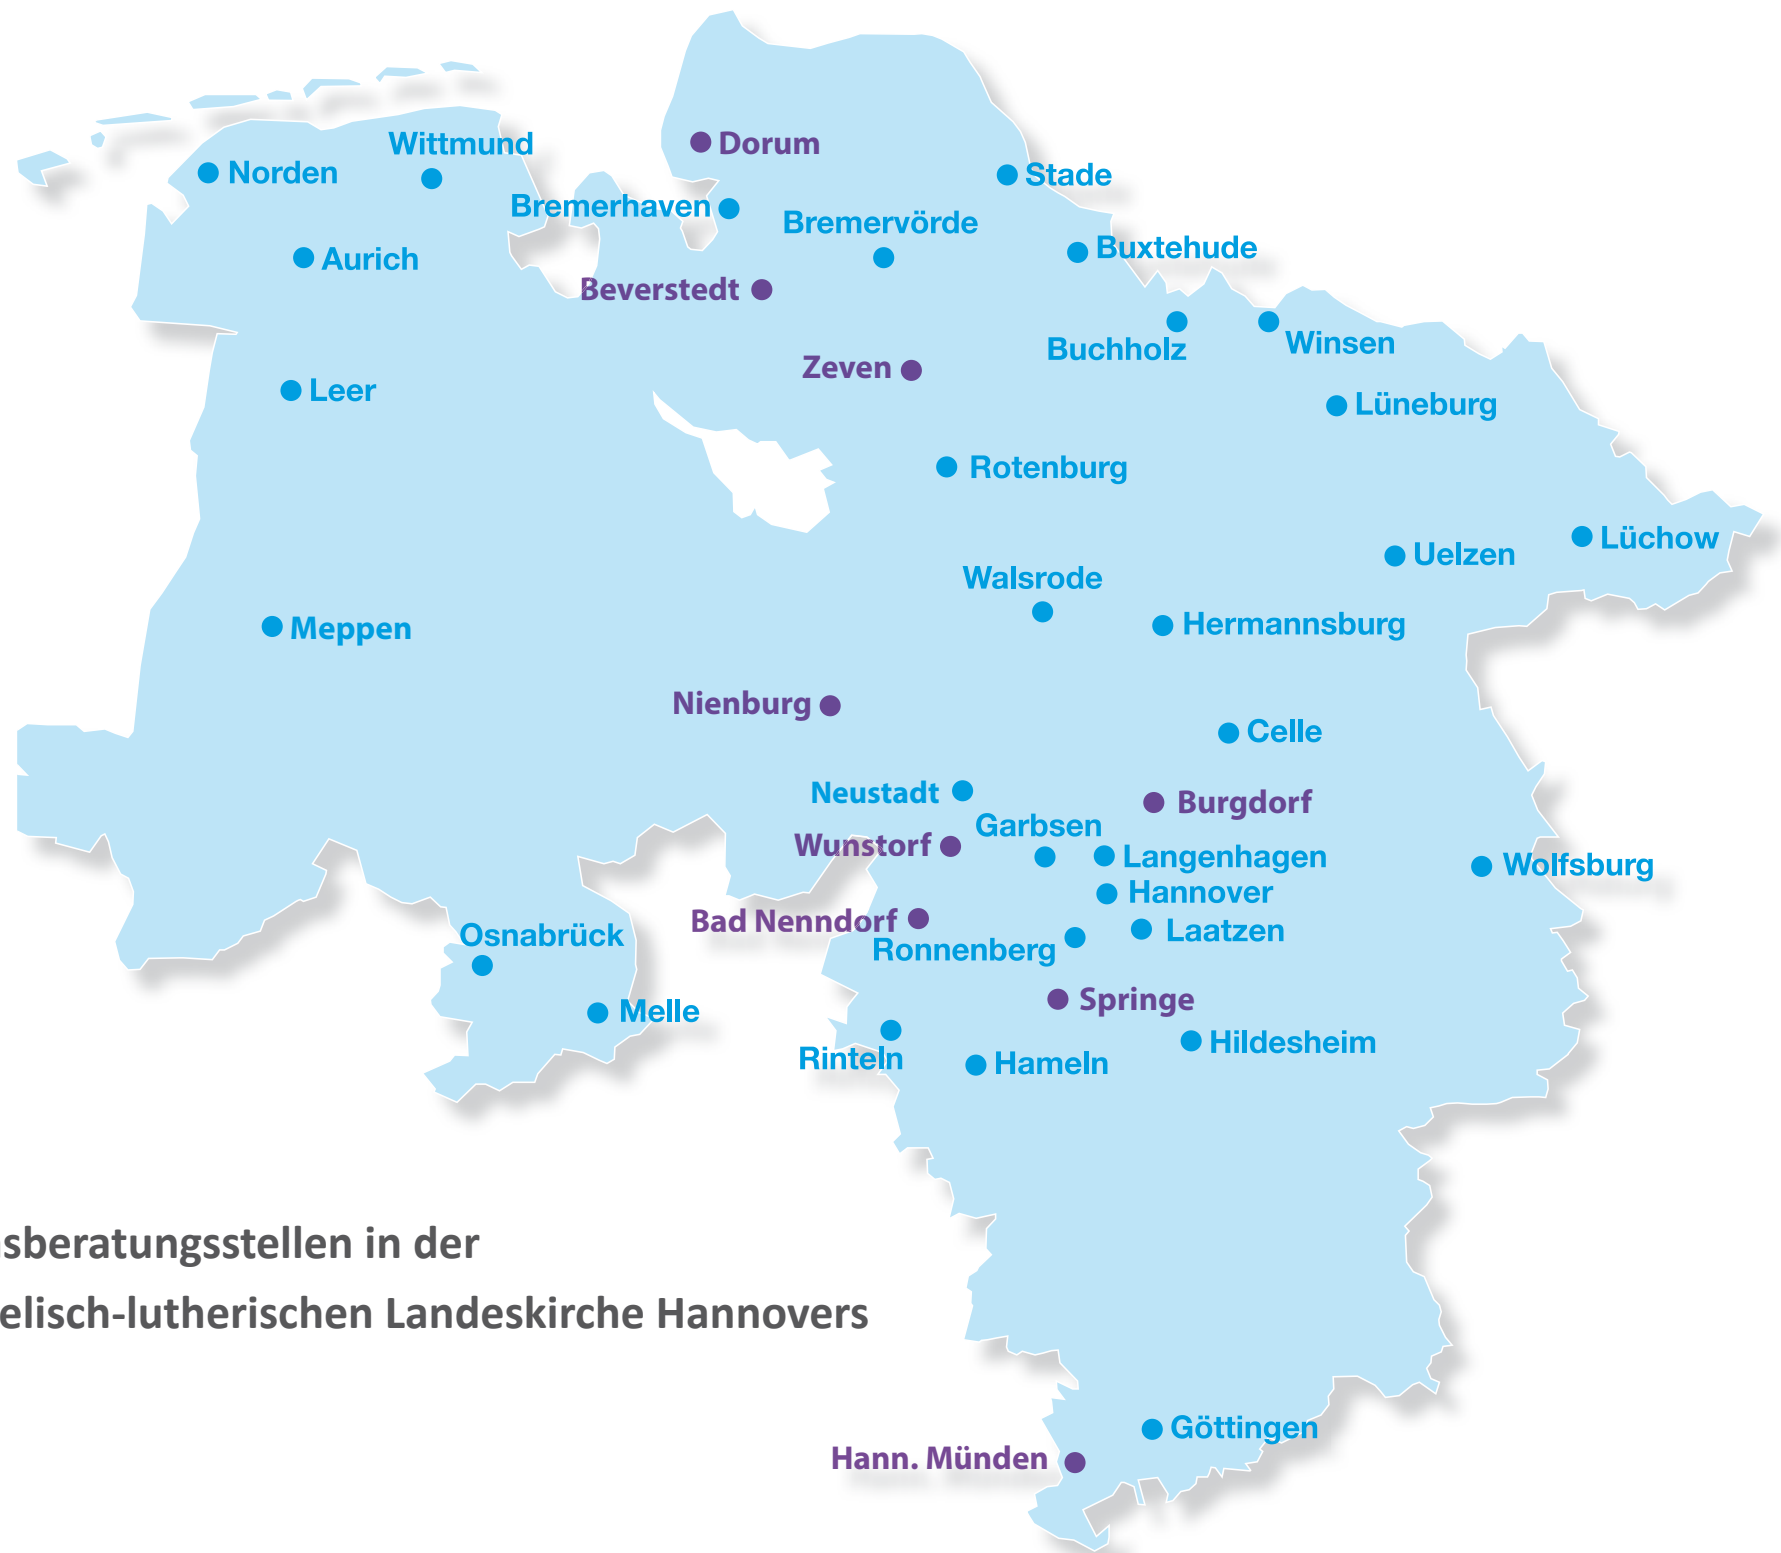 Wittmund
Dorum
Norden
Stade
Bremerhaven
Bremervörde
Buxtehude
Aurich
Beverstedt
Buchholz
Winsen
Zeven
Leer
Lüneburg
Rotenburg
Lüchow
Uelzen
Walsrode
Hermannsburg
Meppen
Nienburg
Celle
Neustadt
Burgdorf
Garbsen
Wunstorf
Langenhagen
Wolfsburg
Hannover
Bad Nenndorf
Laatzen
Osnabrück
Ronnenberg
Springe
Melle
Hildesheim
Rinteln
Hameln
sberatungsstellen in der
elisch-lutherischen Landeskirche Hannovers
Göttingen
Hann. Münden